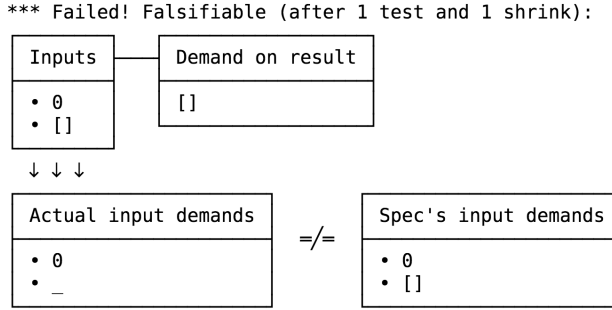 *** Failed! Falsifiable (after 1 test and 1 shrink):
Inputs
Demand on result
• 0
• []
[]
↓ ↓ ↓
Actual input demands
=/=
Spec's input demands
• 0
• _
• 0
• []